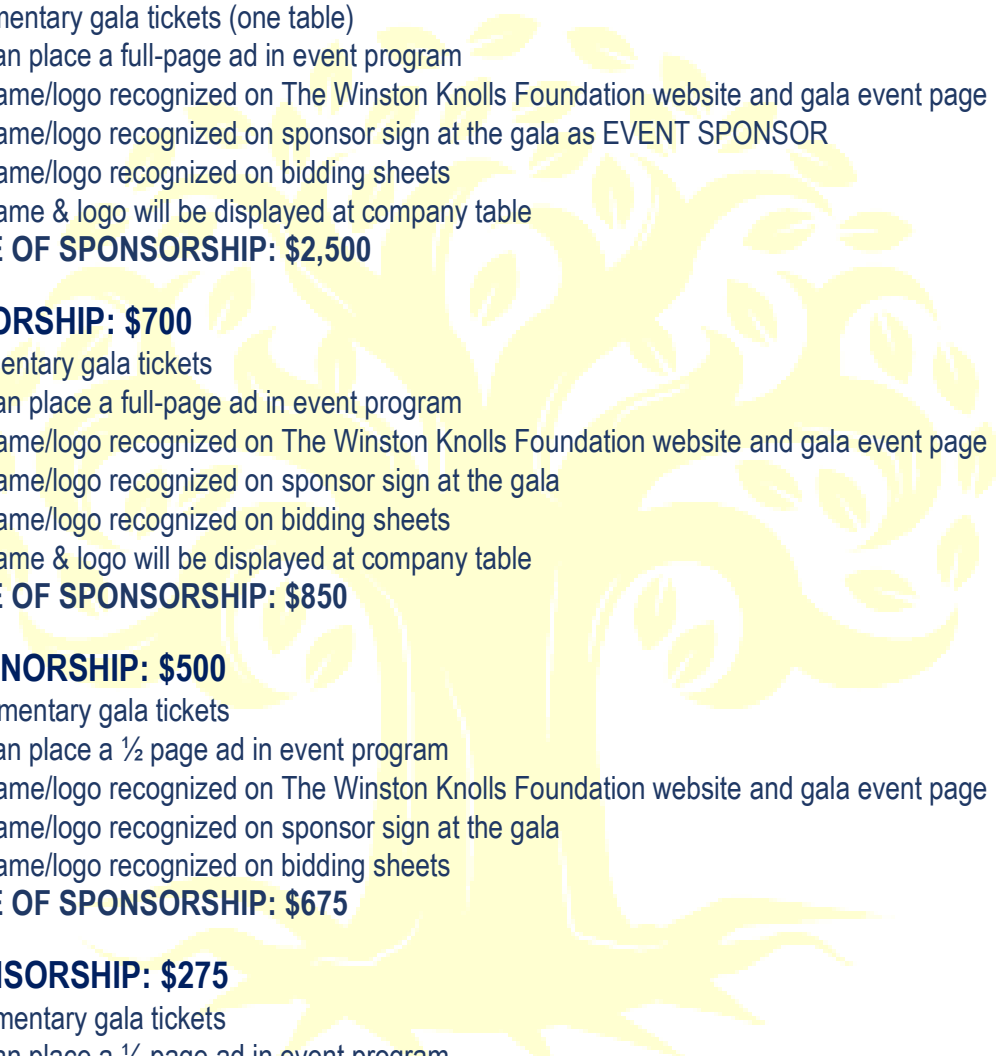 mentary gala tickets (one table)
an place a full-page ad in event program
ame/logo recognized on The Winston Knolls Foundation website and gala event page
ame/logo recognized on sponsor sign at the gala as EVENT SPONSOR
ame/logo recognized on bidding sheets
ame & logo will be displayed at company table
E OF SPONSORSHIP: $2,500
ORSHIP: $700
entary gala tickets
an place a full-page ad in event program
ame/logo recognized on The Winston Knolls Foundation website and gala event page
ame/logo recognized on sponsor sign at the gala
ame/logo recognized on bidding sheets
ame & logo will be displayed at company table
E OF SPONSORSHIP: $850
NORSHIP: $500
mentary gala tickets
an place a ½ page ad in event program
ame/logo recognized on The Winston Knolls Foundation website and gala event page
ame/logo recognized on sponsor sign at the gala
ame/logo recognized on bidding sheets
E OF SPONSORSHIP: $675
NSORSHIP: $275
mentary gala tickets
an place a page ad in event program